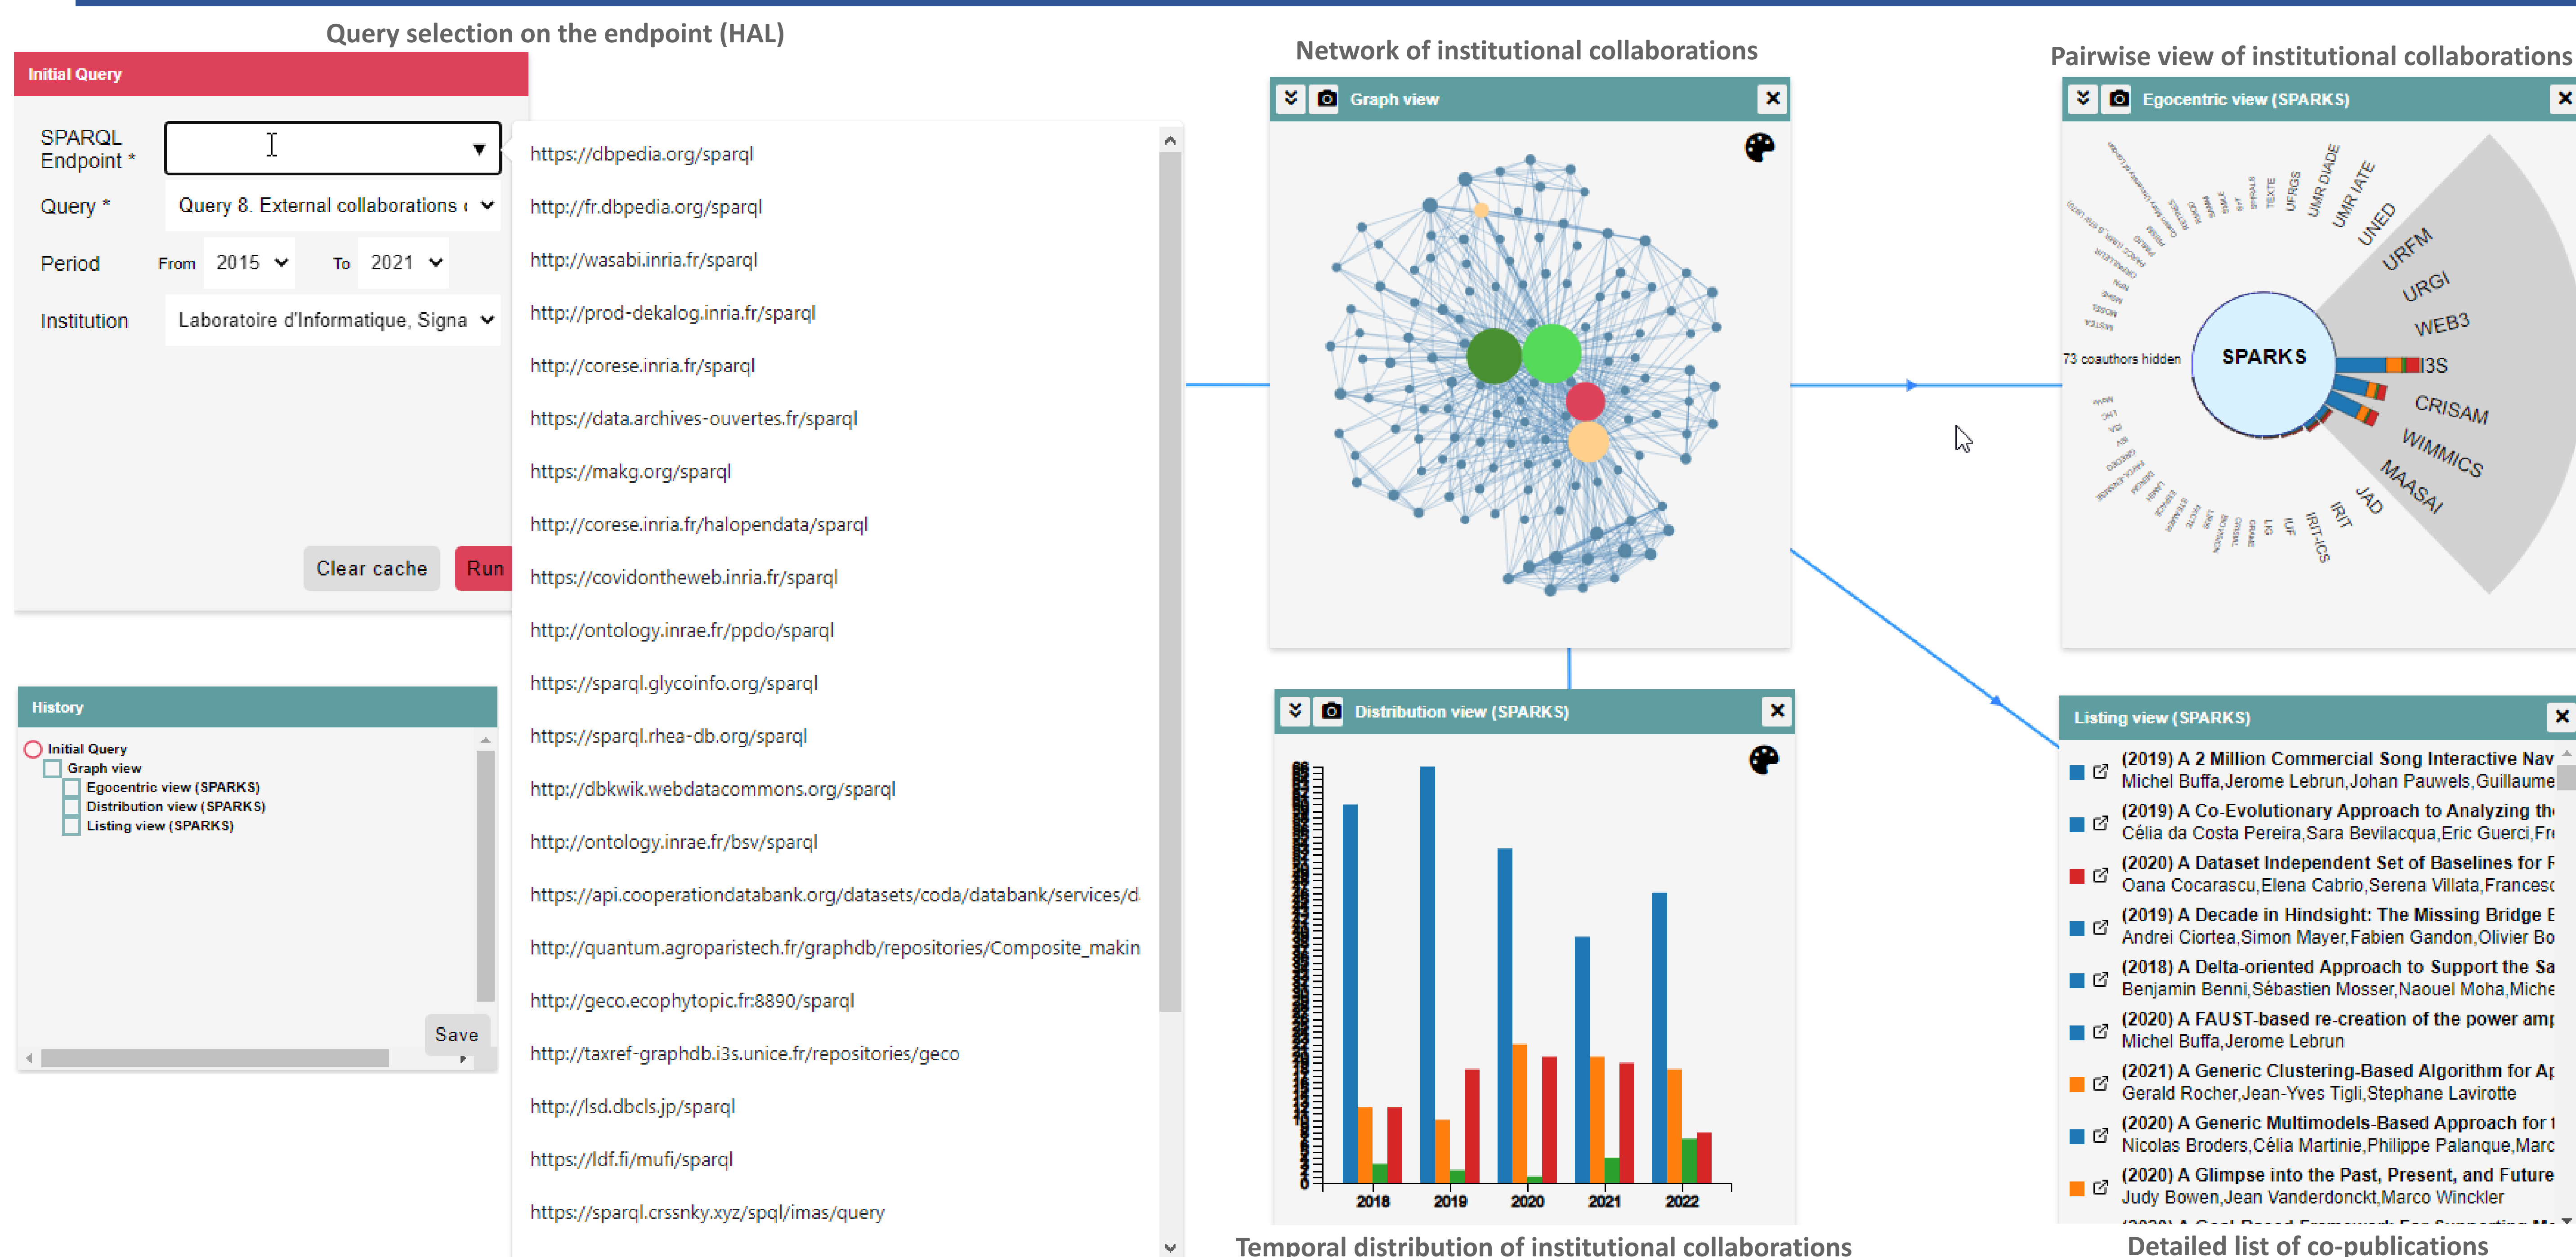 Query selection on the endpoint (HAL)
Initial Query
SPARQL
Endpoint *
Query *
Query 8. External collaborations
Period
From
2015
To
2021
Institution
Laboratoire d'Informatique, Signa
Clear cache
Run
https://dbpedia.org/sparql
http://fr.dbpedia.org/sparql
http://wasabi.inria.fr/sparql
http://prod-dekalog.inria.fr/sparql
http://corese.inria.fr/sparql
https://data.archives-ouvertes.fr/sparql
https://makg.org/sparql
http://corese.inria.fr/halopendata/sparql
https://covidontheweb.inria.fr/sparql
http://ontology.inrae.fr/ppdo/sparql
https://sparql.glycoinfo.org/sparql
https://sparql.rhea-db.org/sparql
http://dbkwik.webdatacommons.org/sparql
http://ontology.inrae.fr/bsv/sparql
https://api.cooperationdatabank.org/datasets/coda/databank/services/d
http://quantum.agroparistech.fr/graphdb/repositories/Composite_makin
http://geco.ecophytopic.fr:8890/sparql
http://taxref-graphdb.i3s.unice.fr/repositories/geco
http://lsd.dbcls.jp/sparql
https://ldf.fi/mufi/sparql
https://sparql.crssnky.xyz/spql/imas/query
History
Initial Query
Graph view
Egocentric view (SPARKS)
Distribution view (SPARKS)
Listing view (SPARKS)
Save
Network of institutional collaborations
Graph view
Distribution view (SPARKS)
0
2018
2019
2020
2021
2022
Temporal distribution of institutional collaborations
Pairwise view of institutional collaborations
Egocentric view (SPARKS)
SPIRALS
TEXTE
UFRGS
UMR DIADE
UMR IATE
UNED
URFM
URGI
WEB3
I3S
CRISAM
WIMMICS
MAASAI
JAD
IRIT
IRIT-ICS
IUF
LIG
73 coauthors hidden
SPARKS
Listing view (SPARKS)
(2019) A 2 Million Commercial Song Interactive Nav
Michel Buffa,Jerome Lebrun,Johan Pauwels,Guillaume
(2019) A Co-Evolutionary Approach to Analyzing the
Célia da Costa Pereira,Sara Bevilacqua,Eric Guerci,Fre
(2020) A Dataset Independent Set of Baselines for R
Oana Cocarascu,Elena Cabrio,Serena Villata,Francesc
(2019) A Decade in Hindsight: The Missing Bridge B
Andrei Ciortea,Simon Mayer,Fabien Gandon,Olivier Bo
(2018) A Delta-oriented Approach to Support the Sa
Benjamin Benni,Sébastien Mosser,Naouel Moha,Miche
(2020) A FAUST-based re-creation of the power amp
Michel Buffa,Jerome Lebrun
(2021) A Generic Clustering-Based Algorithm for Ap
Gerald Rocher,Jean-Yves Tigli,Stephane Lavirotte
(2020) A Generic Multimodels-Based Approach for t
Nicolas Broders,Célia Martinie,Philippe Palanque,Marc
(2020) A Glimpse into the Past, Present, and Future
Judy Bowen,Jean Vanderdonckt,Marco Winckler
Detailed list of co-publications